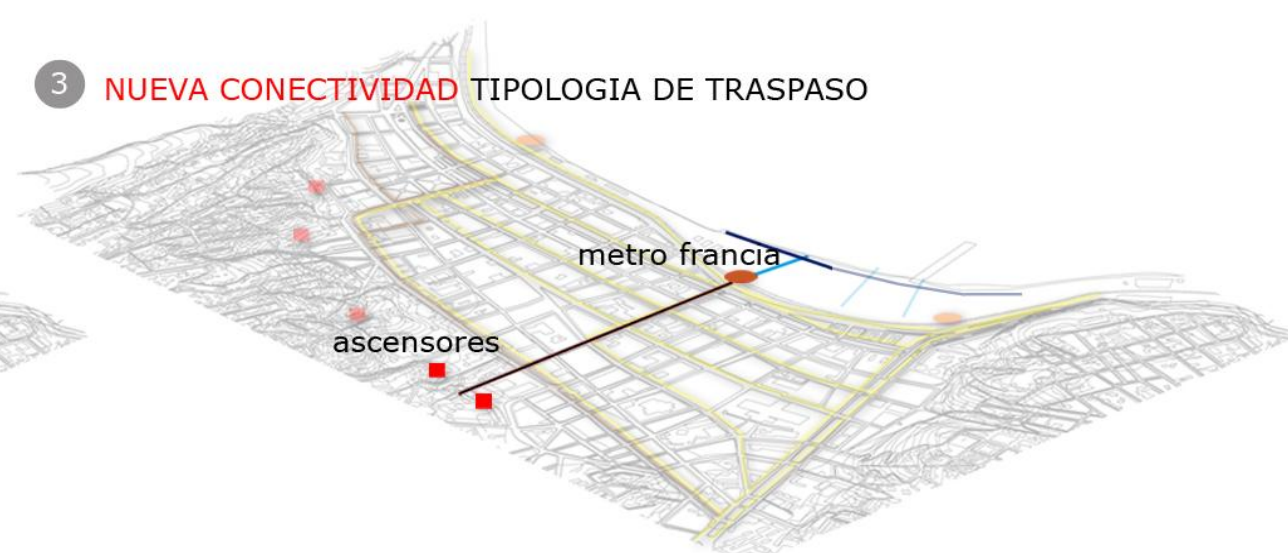 3 NUEVA CONECTIVIDAD TIPOLOGIA DE TRASPASO
metro francia
ascensores